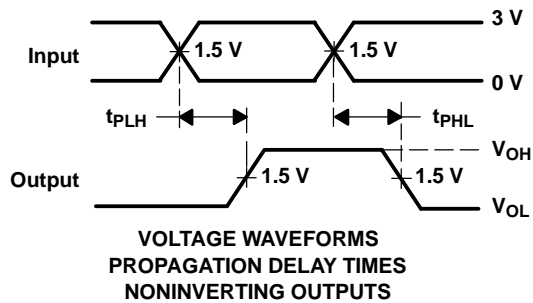 3 V
Input
1.5 V
1.5 V
0 V
tPLH
tPHL
VOH
Output
1.5 V
1.5 V
VOL
VOLTAGE WAVEFORMS
PROPAGATION DELAY TIMES
NONINVERTING OUTPUTS